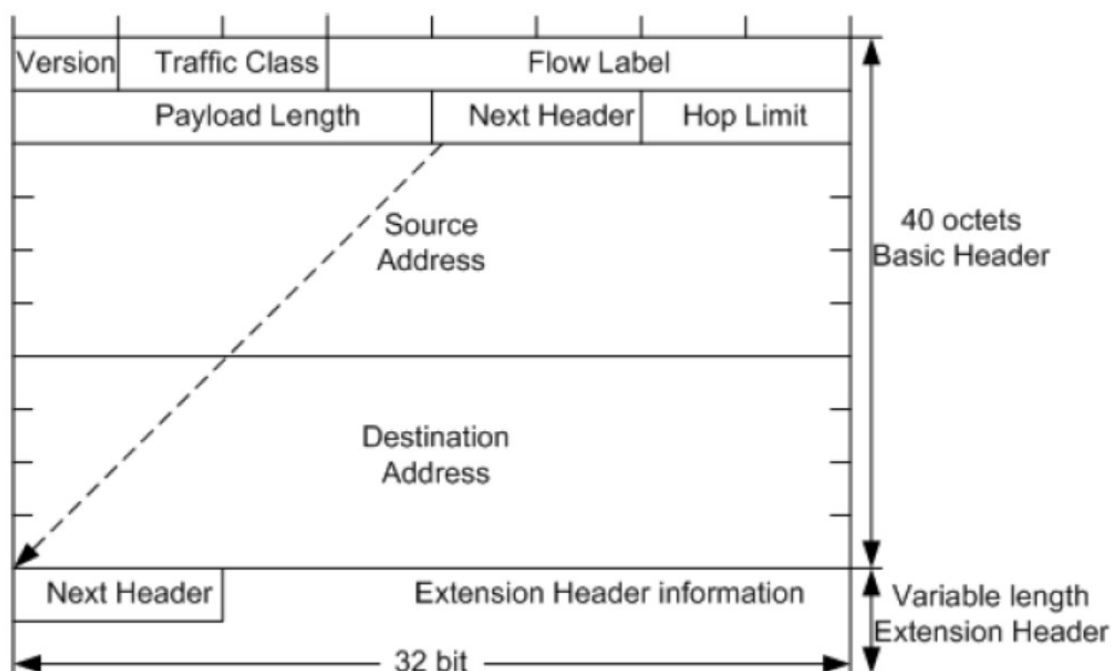 Version Traffic Class Flow Label
Payload Length Next Header Hop Limit
Source
Address
40 octets
Basic Header
Destination
Address
Next Header Extension Header information
Variable length
Extension Header
32 bit